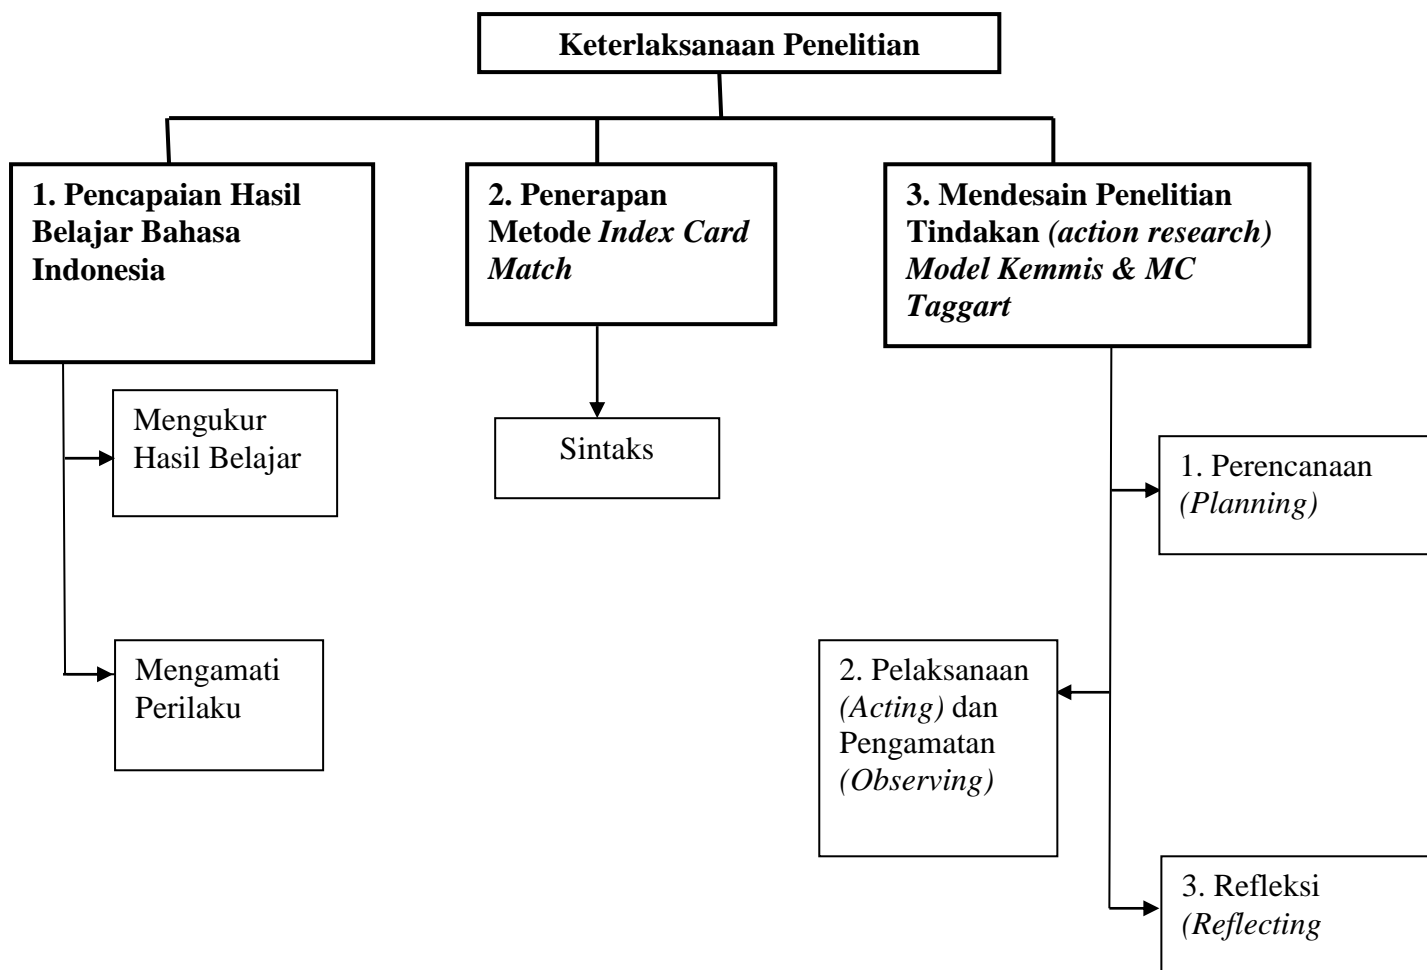 Keterlaksanaan Penelitian
1. Pencapaian Hasil
Belajar Bahasa
Indonesia
2. Penerapan
Metode Index Card
Match
3. Mendesain Penelitian
Tindakan (action research)
Model Kemmis & MC
Taggart
Mengukur
Hasil Belajar
Sintaks
1. Perencanaan
(Planning)
Mengamati
Perilaku
2. Pelaksanaan
(Acting) dan
Pengamatan
(Observing)
3. Refleksi
(Reflecting